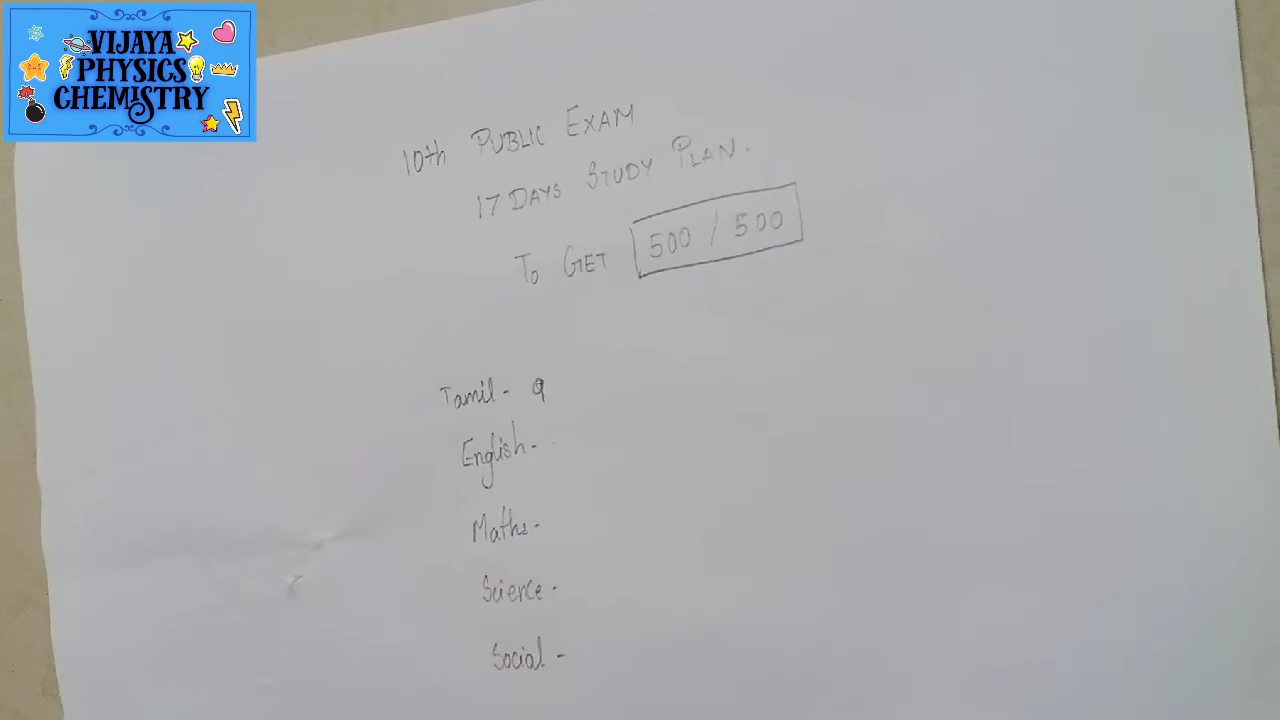 VIJAYA
PHYSICS
CHEMISTRY
10th PUBLIC EXAM
17 DAYS STUDY PLAN.
TO GET 500 / 500
Tamil - 9
English -
Maths -
Science -
Social -